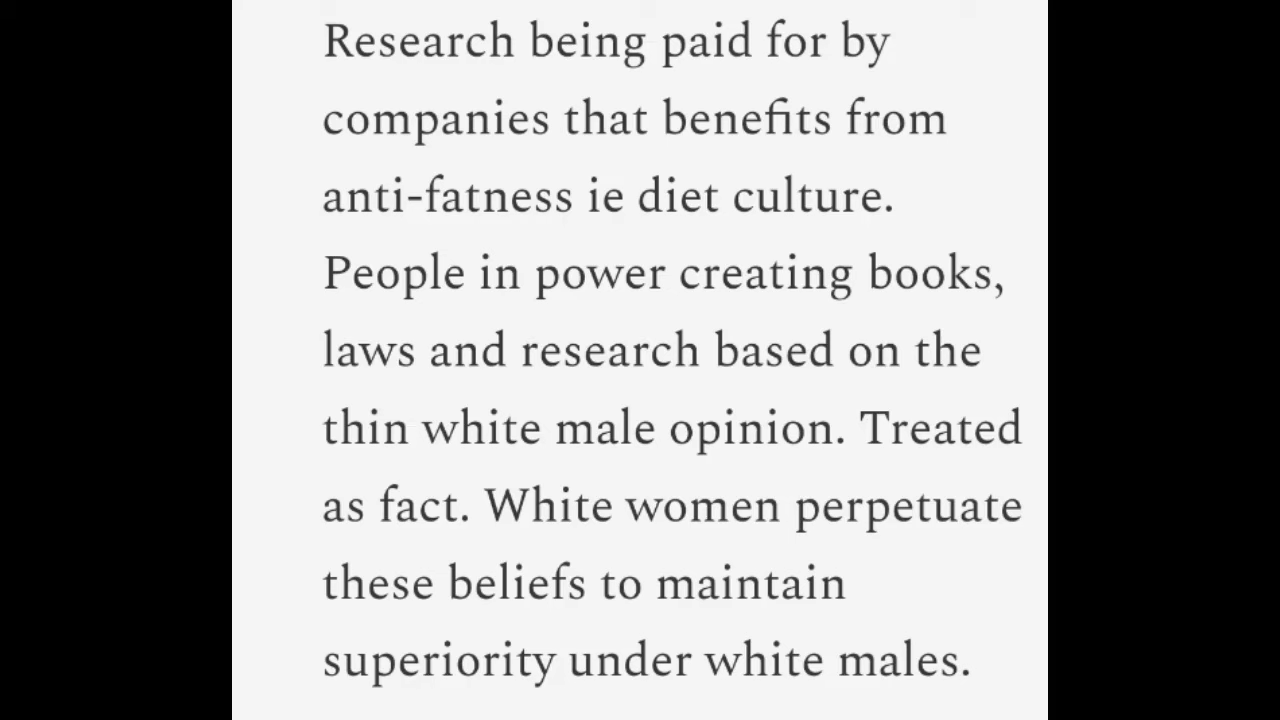 Research being paid for by
companies that benefits from
anti-fatness ie diet culture.
People in power creating books,
laws and research based on the
thin white male opinion. Treated
as fact. White women perpetuate
these beliefs to maintain
superiority under white males.